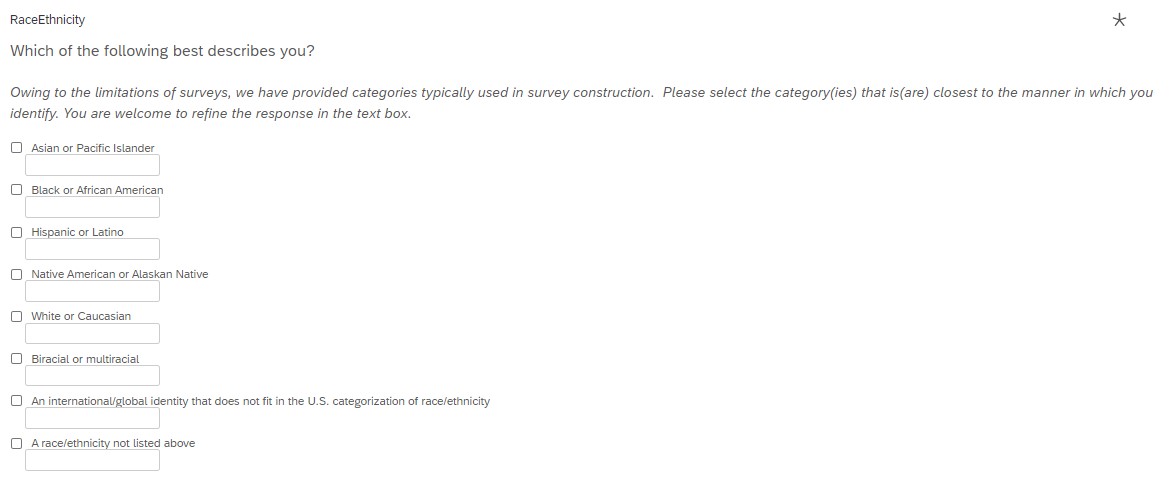 RaceEthnicity
Which of the following best describes you?
Owing to the limitations of surveys, we have provided categories typically used in survey construction.  Please select the category(ies) that is(are) closest to the manner in which you
identify. You are welcome to refine the response in the text box.
Asian or Pacific Islander
Black or African American
Hispanic or Latino
Native American or Alaskan Native
White or Caucasian
Biracial or multiracial
An international/global identity that does not fit in the U.S. categorization of race/ethnicity
A race/ethnicity not listed above